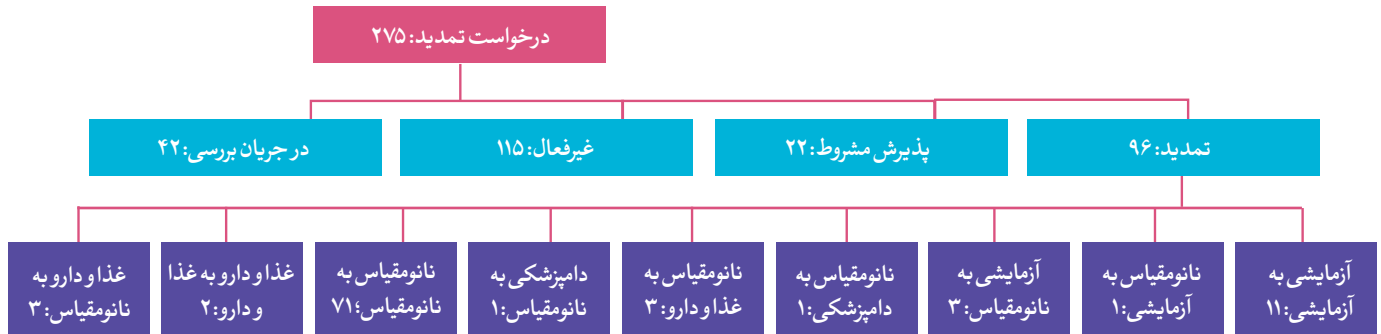 درخواست تمدید: ۲۷۵
تمدید: ۹۶
پذیرش مشروط: ۲۲
غیرفعال: ۱۱۵
در جریان بررسی: ۴۲
آزمایشی به
آزمایشی: ۱۱
نانومقیاس به
آزمایشی: ۱
آزمایشی به
نانومقیاس: ۳
نانومقیاس به
دامپزشکی: ۱
نانومقیاس به
غذا و دارو: ۳
دامپزشکی به
نانومقیاس: ۱
نانومقیاس به
نانومقیاس؛ ۷۱
غذا و دارو به غذا
و دارو: ۲
غذا و دارو به
نانومقیاس: ۳